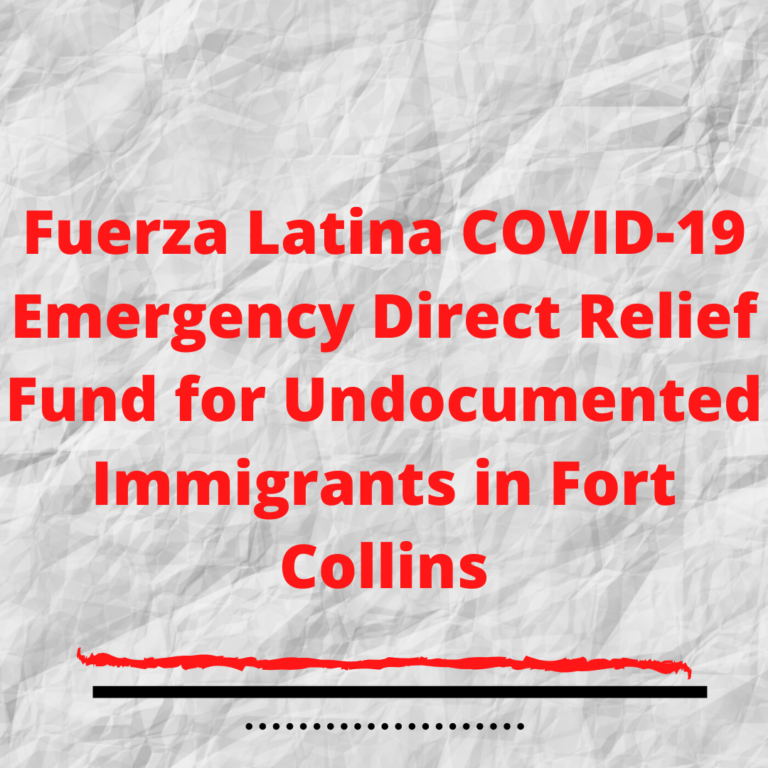 Fuerza Latina COVID-19
Emergency Direct Relief
Fund for Undocumented
Immigrants in Fort
Collins